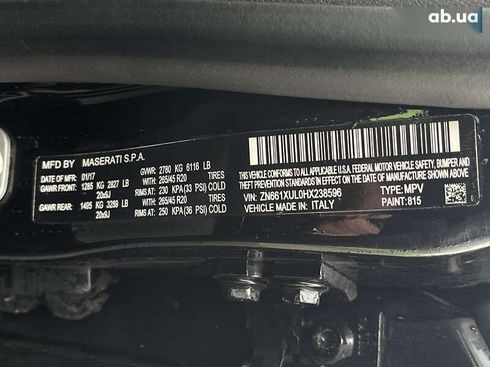 ab.ua
MFD BY MASERATI S.P.A.
DATE OF MFR: 01/17 GVWR: 2780 KG 6116 LB
GAWR FRONT: 1285 KG 2827 LB WITH: 265/45 R20 TIRES
20x9J RIMS AT: 230 KPA(33 PSI) COLD
GAWR REAR: 1495 KG 3289 LB WITH: 265/45 R20 TIRES
20x9J RIMS AT: 250 KPA(36 PSI) COLD
THIS VEHICLE CONFORMS TO ALL APPLICABLE U.S.A. FEDERAL MOTOR VEHICLE SAFETY, BUMPER AND
THEFT PREVENTION STANDARDS IN EFFECT ON THE DATE OF MANUFACTURE SHOWN ABOVE
VIN: ZN661XUL0HX238596 TYPE: MPV
VEHICLE MADE IN: ITALY PAINT: 815